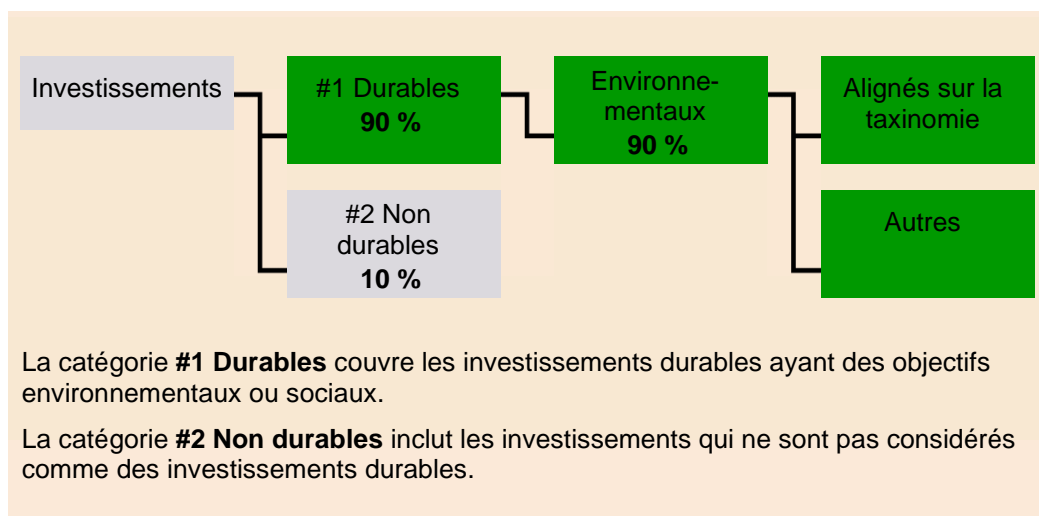 Investissements
#1 Durables
90 %
Environne-
mentaux
90 %
Alignés sur la
taxinomie
#2 Non
durables
10 %
Autres
La catégorie #1 Durables couvre les investissements durables ayant des objectifs
environnementaux ou sociaux.
La catégorie #2 Non durables inclut les investissements qui ne sont pas considérés
comme des investissements durables.